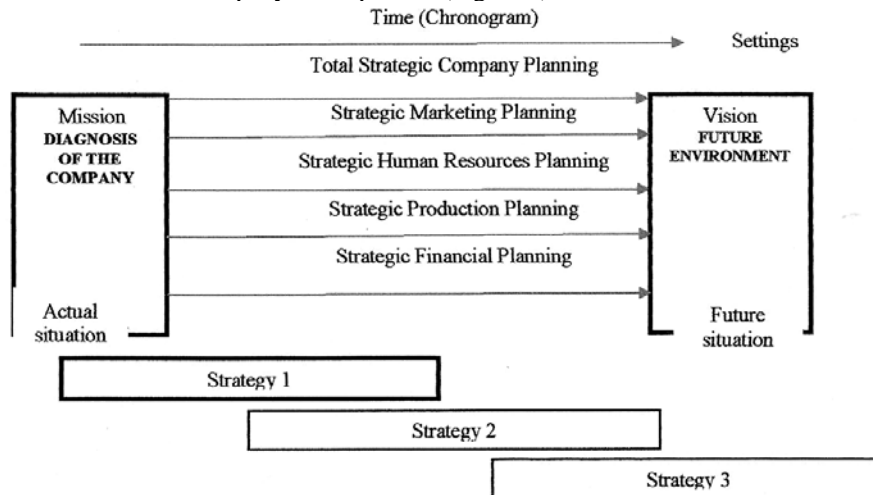 Time (Chronogram)
Settings
Total Strategic Company Planning
Mission
DIAGNOSIS
OF THE
COMPANY
Strategic Marketing Planning
Strategic Human Resources Planning
Strategic Production Planning
Strategic Financial Planning
Vision
FUTURE
ENVIRONMENT
Actual
situation
Future
situation
Strategy 1
Strategy 2
Strategy 3